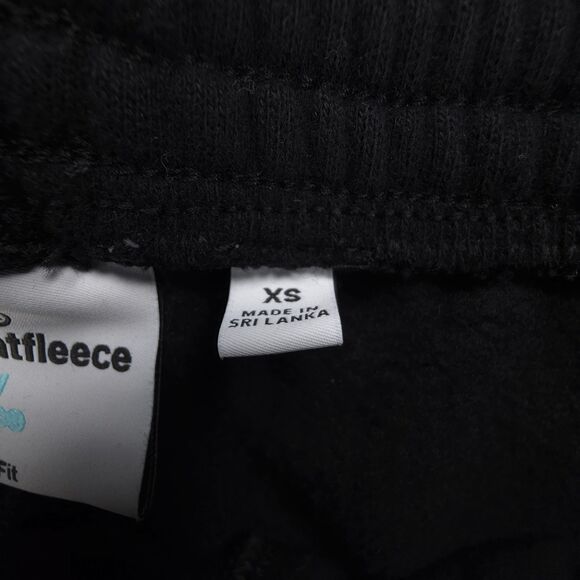 XS
MADE IN
SRI LANKA
atfleece
Fit